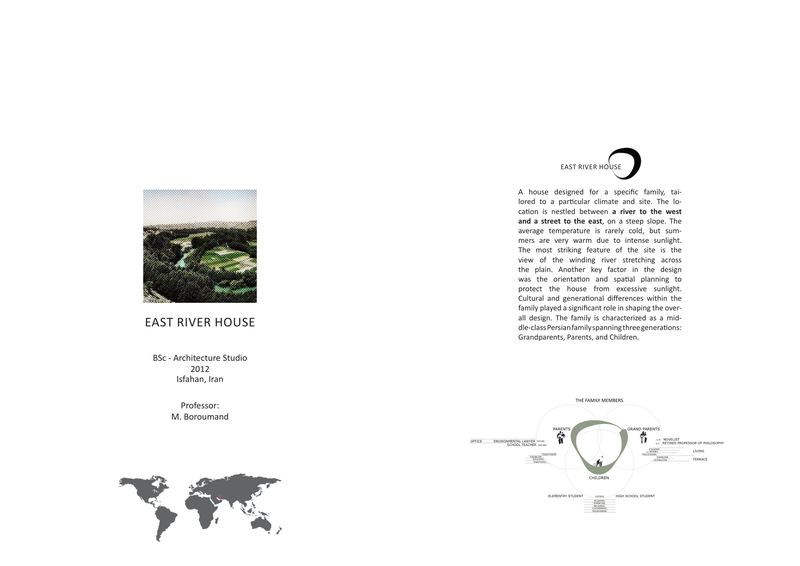 EAST RIVER HOUSE
BSc - Architecture Studio
2012
Isfahan, Iran
Professor:
M. Boroumand
EAST RIVER HOUSE
A house designed for a specific family, tai-
lored to a particular climate and site. The lo-
cation is nestled between a river to the west
and a street to the east, on a steep slope. The
average temperature is rarely cold, but sum-
mers are very warm due to intense sunlight.
The most striking feature of the site is the
view of the winding river stretching across
the plain. Another key factor in the design
was the orientation and spatial planning to
protect the house from excessive sunlight.
Cultural and generational differences within the
family played a significant role in shaping the over-
all design. The family is characterized as a mid-
dle-class Persian family spanning three generations:
Grandparents, Parents, and Children.
THE FAMILY MEMBERS
PARENTS
GRAND PARENTS
OFFICE
ENVIRONMENTAL LAWYER
SCHOOL TEACHER
NOVELIST
RETIRED PROFESSOR OF PHILOSOPHY
LIVING
TERRACE
CHILDREN
ELEMENTRY STUDENT
HIGH SCHOOL STUDENT